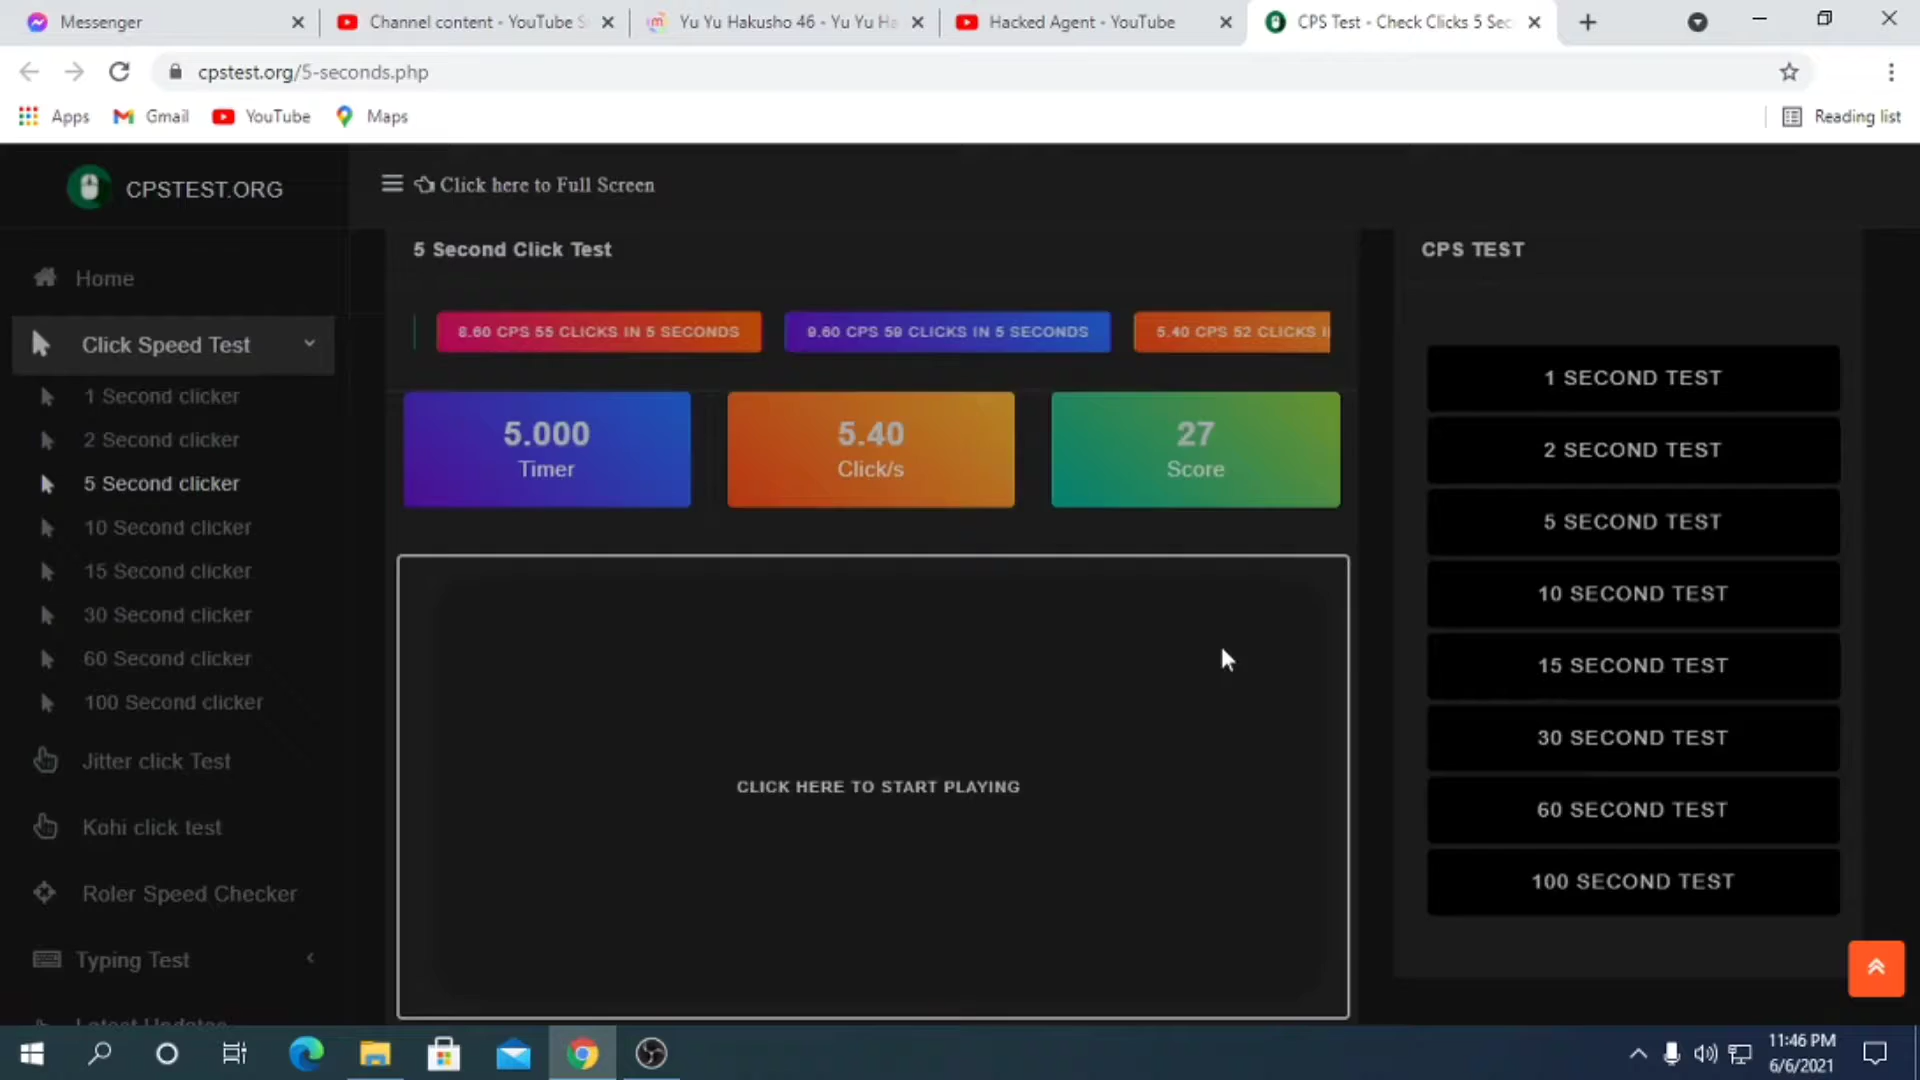 Messenger
Channel content - YouTube S
Yu Yu Hakusho 46 - Yu Yu Ha
Hacked Agent - YouTube
CPS Test - Check Clicks 5 Sec
cpstest.org/5-seconds.php
Apps
Gmail
YouTube
Maps
Reading list
CPSTEST.ORG
Click here to Full Screen
Home
Click Speed Test
1 Second clicker
2 Second clicker
5 Second clicker
10 Second clicker
15 Second clicker
30 Second clicker
60 Second clicker
100 Second clicker
Jitter click Test
Kohi click test
Roler Speed Checker
Typing Test
Latest Updates
5 Second Click Test
8.60 CPS 55 CLICKS IN 5 SECONDS
9.60 CPS 59 CLICKS IN 5 SECONDS
5.40 CPS 52 CLICKS I
5.000
Timer
5.40
Click/s
27
Score
CLICK HERE TO START PLAYING
CPS TEST
1 SECOND TEST
2 SECOND TEST
5 SECOND TEST
10 SECOND TEST
15 SECOND TEST
30 SECOND TEST
60 SECOND TEST
100 SECOND TEST
11:46 PM
6/6/2021